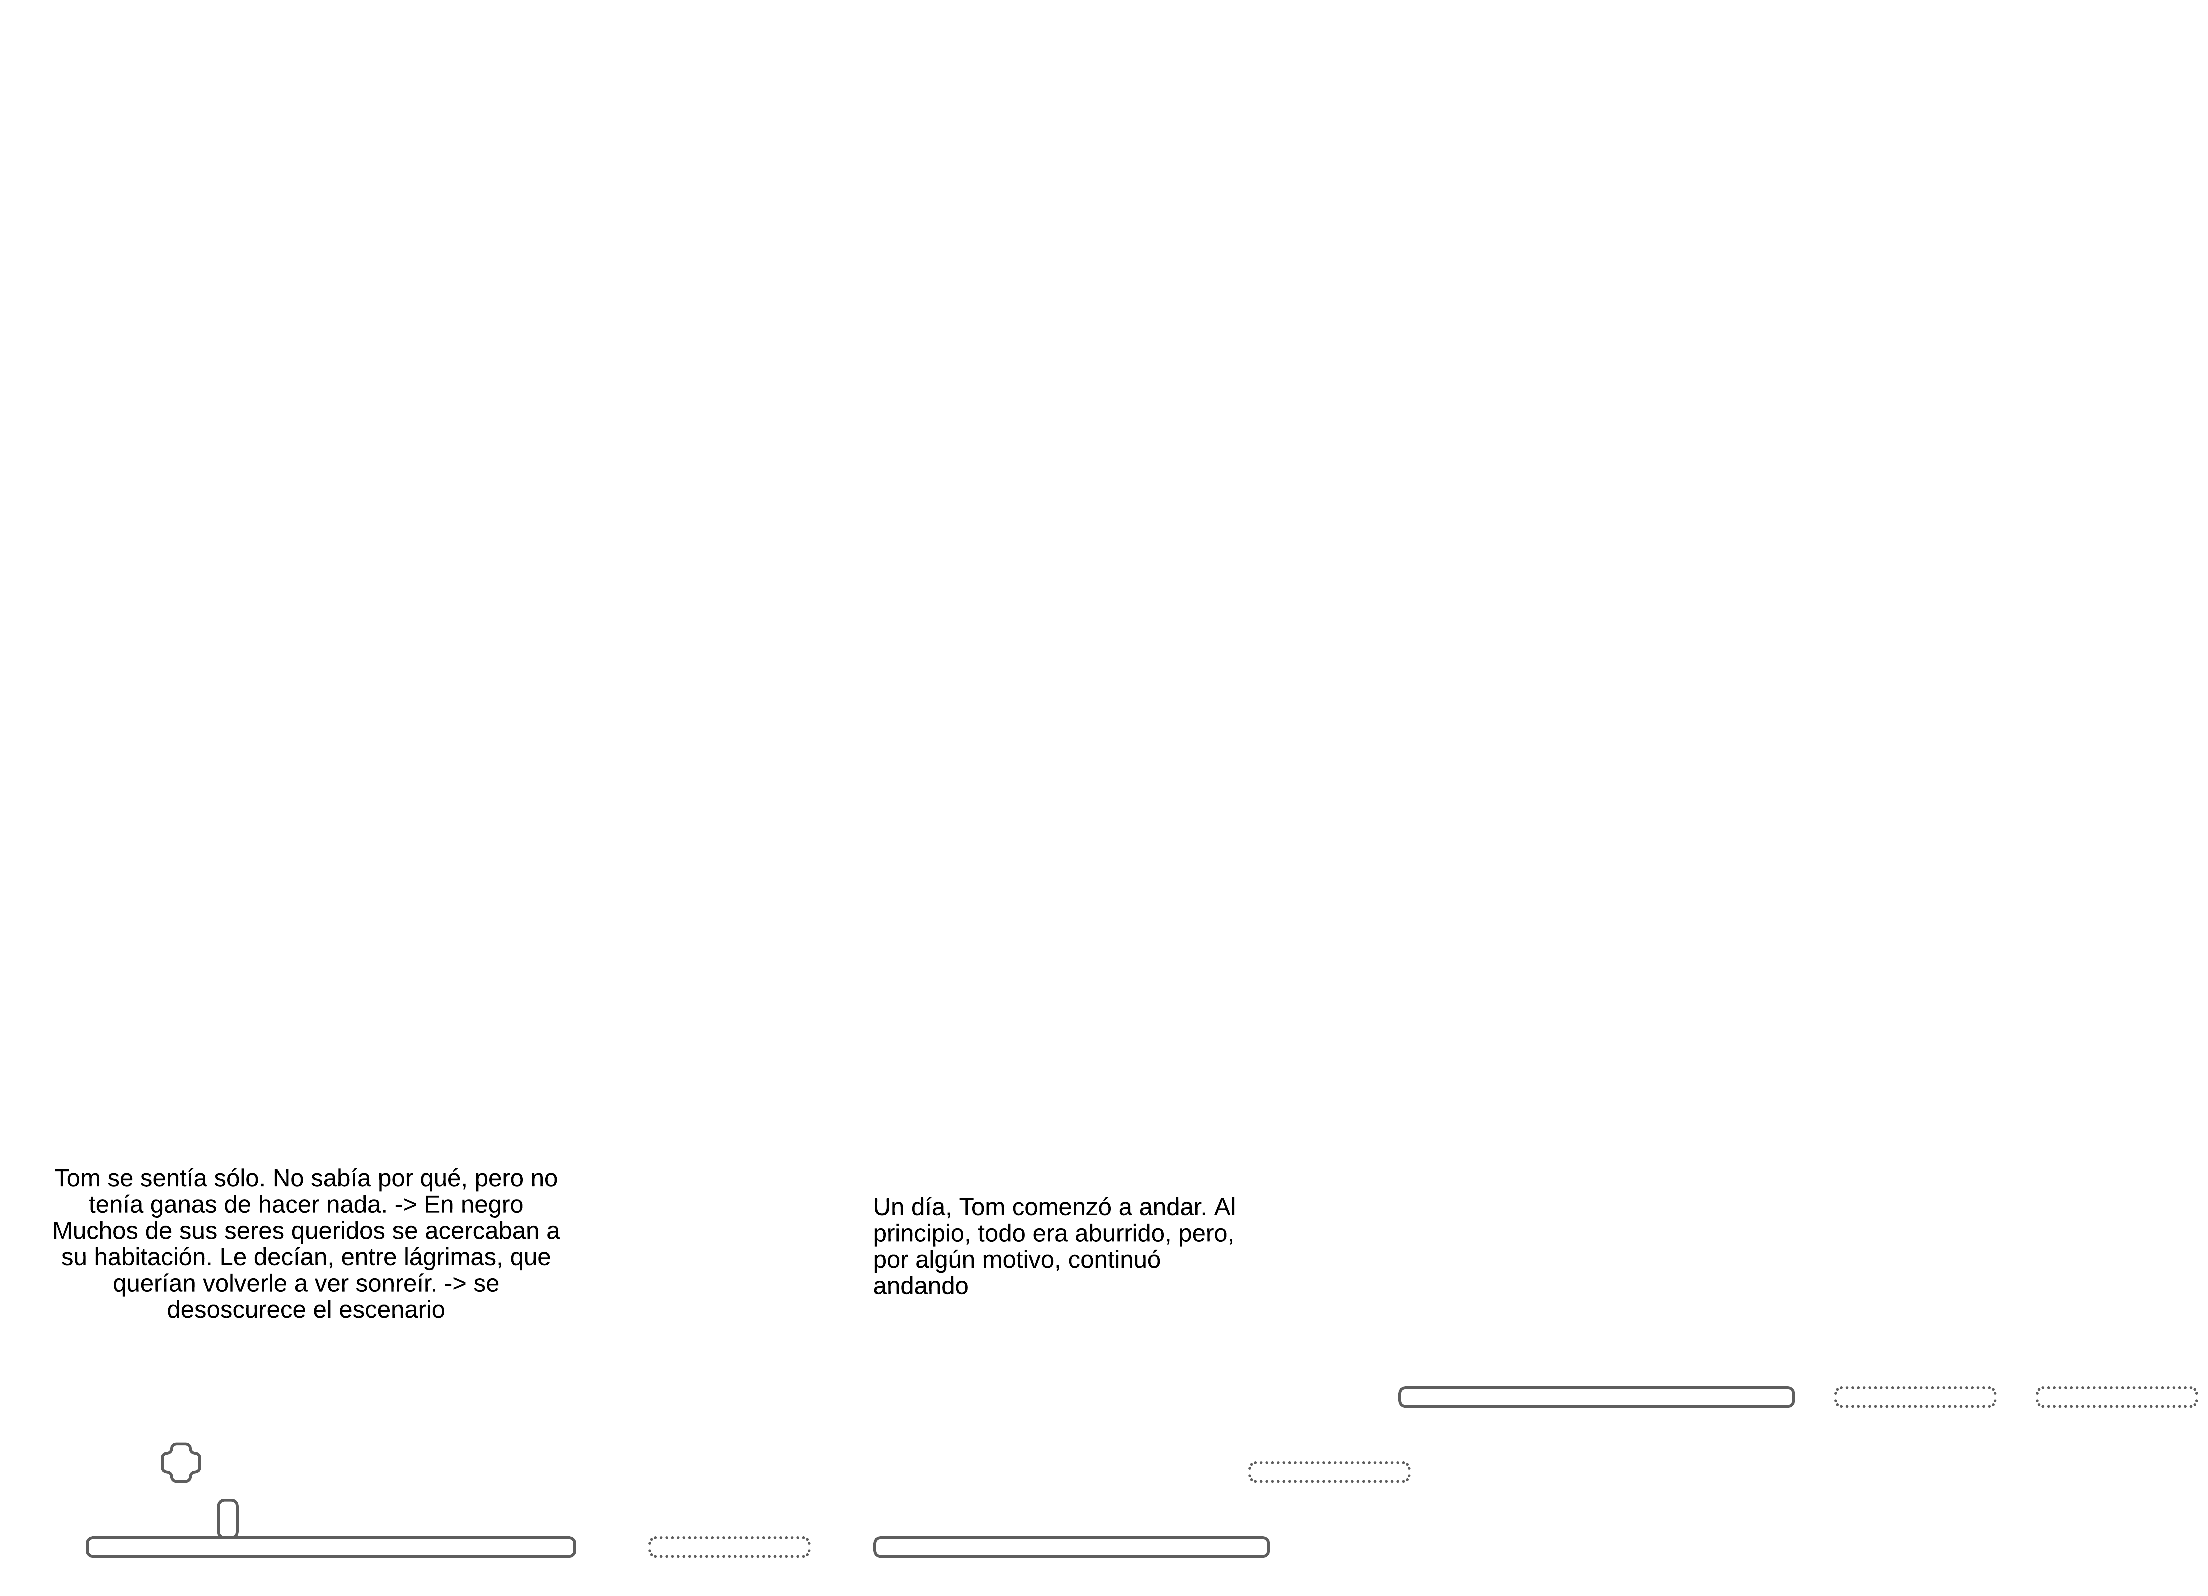 Tom se sentía sólo. No sabía por qué, pero no
tenía ganas de hacer nada. -> En negro
Muchos de sus seres queridos se acercaban a
su habitación. Le decían, entre lágrimas, que
querían volverle a ver sonreír. -> se
desoscurece el escenario
Un día, Tom comenzó a andar. Al
principio, todo era aburrido, pero,
por algún motivo, continuó
andando